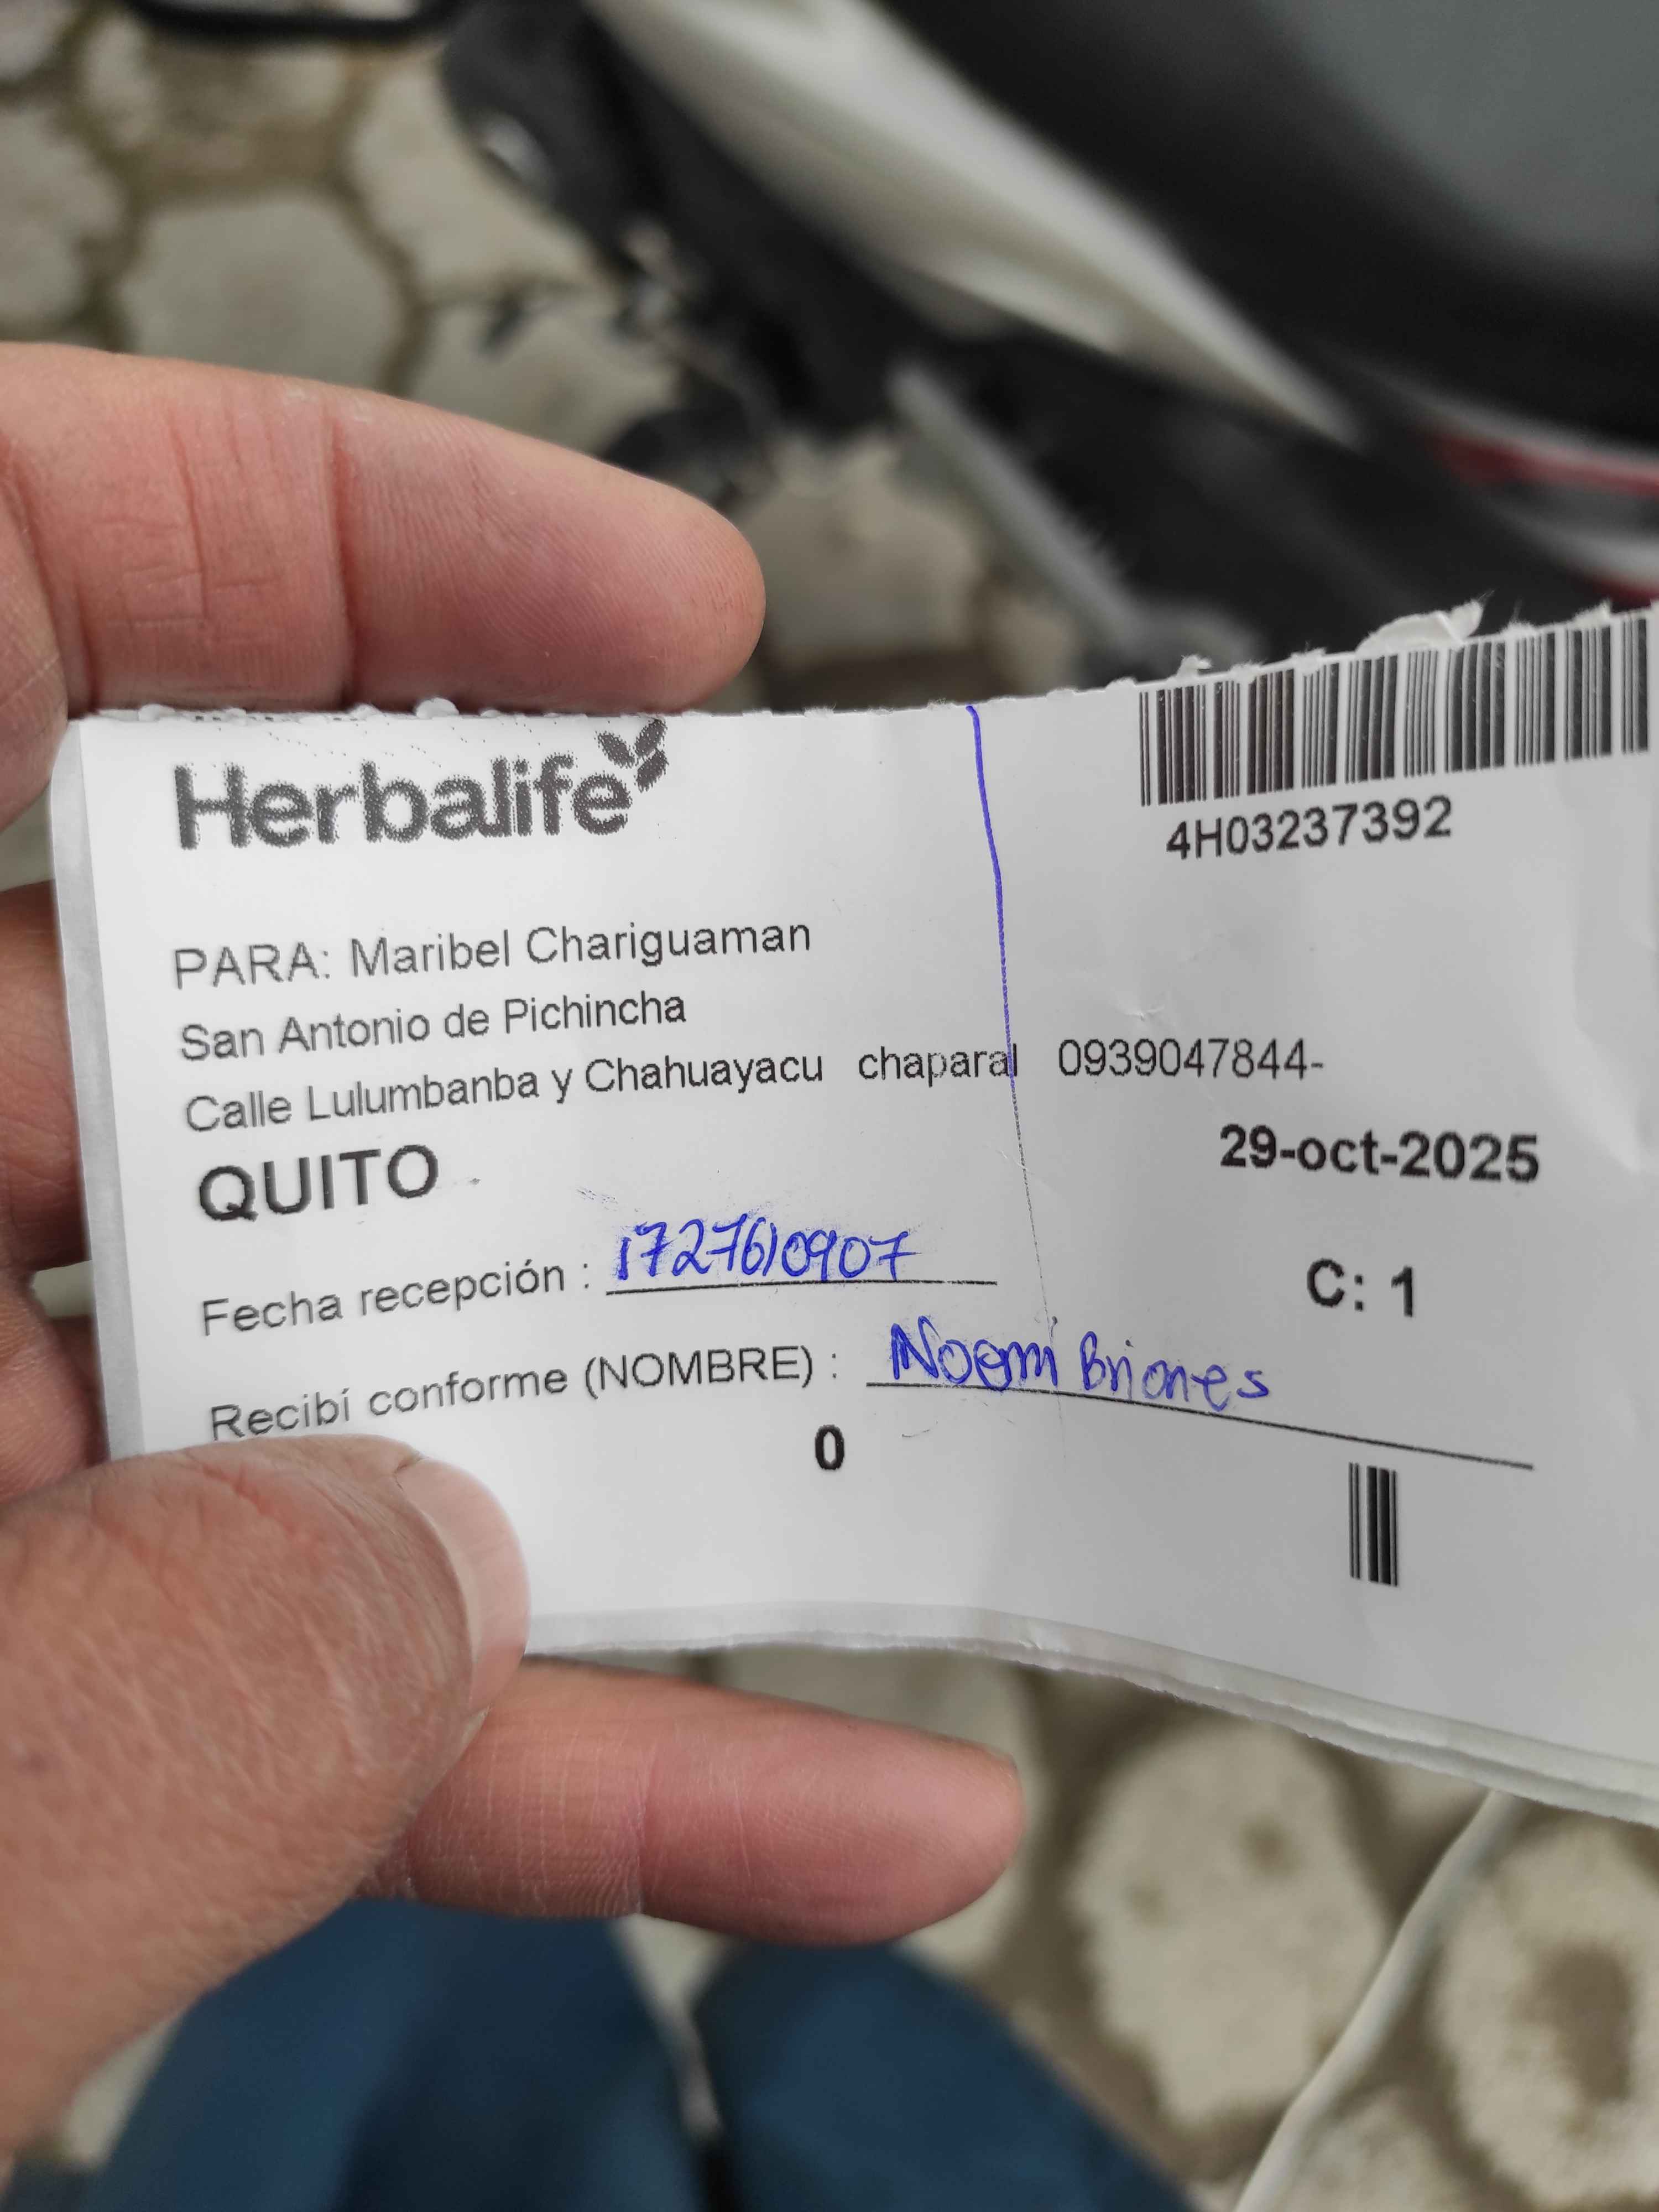 Herbalife
4H03237392
PARA: Maribel Chariguaman
San Antonio de Pichincha
Calle Lulumbanba y Chahuayacu chaparal 0939047844-
QUITO
29-oct-2025
Fecha recepción : 1727610907
C: 1
Recibí conforme (NOMBRE) : Noemi Briones
0